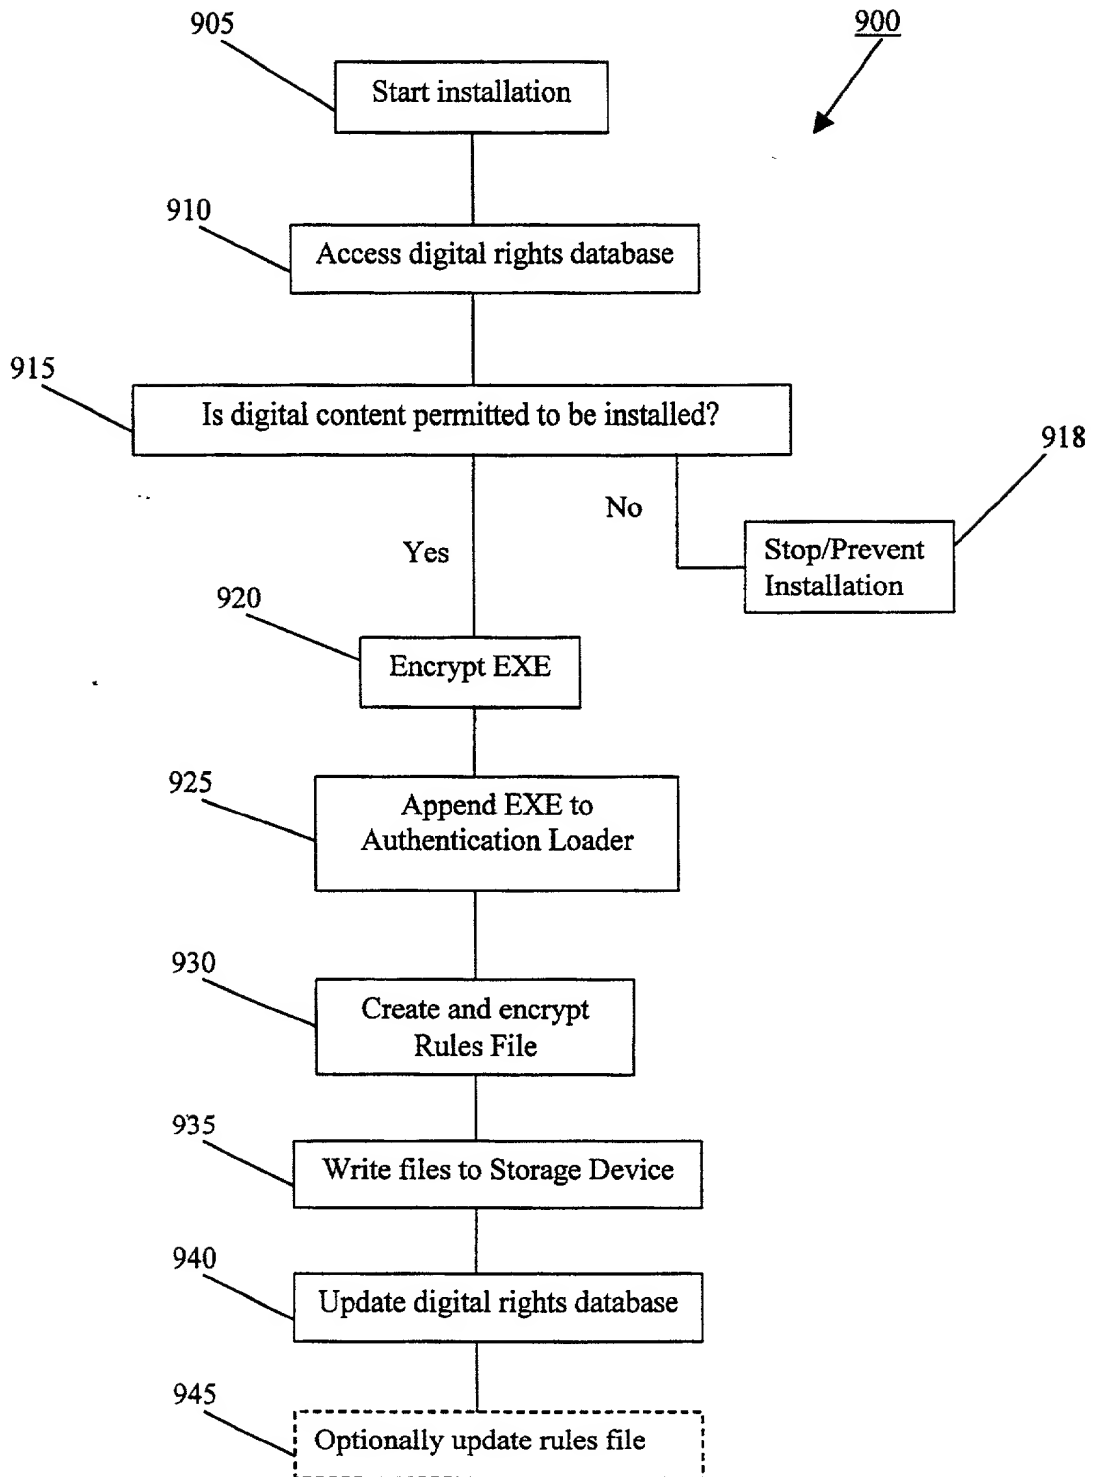 905
900
Start installation
910
Access digital rights database
915
Is digital content permitted to be installed?
918
No
Stop/Prevent
Installation
Yes
920
Encrypt EXE
925
Append EXE to
Authentication Loader
930
Create and encrypt
Rules File
935
Write files to Storage Device
940
Update digital rights database
945
Optionally update rules file